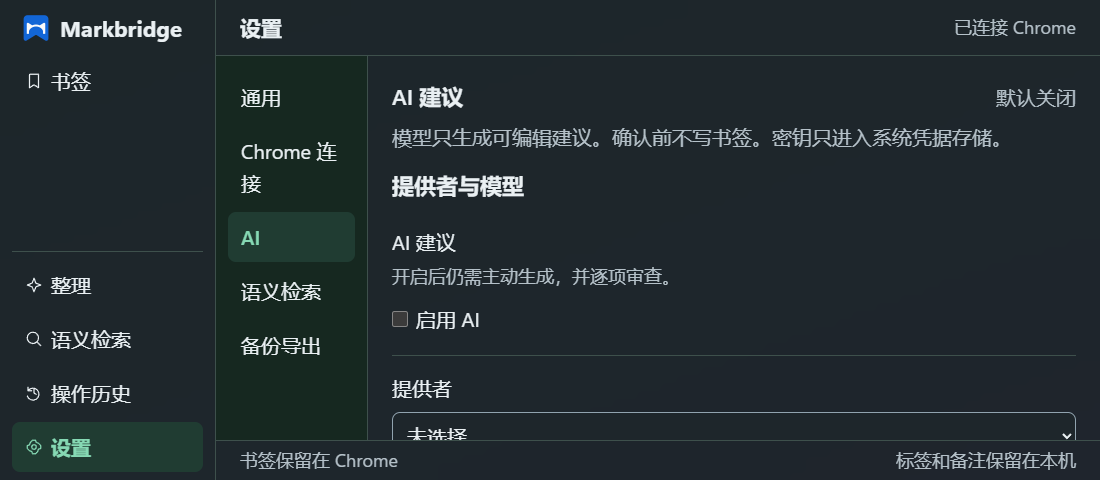 Markbridge
书签
整理
语义检索
操作历史
设置
设置
已连接 Chrome
通用
Chrome 连
接
AI
语义检索
备份导出
AI 建议
默认关闭
模型只生成可编辑建议。确认前不写书签。密钥只进入系统凭据存储。
提供者与模型
AI 建议
开启后仍需主动生成，并逐项审查。
启用 AI
提供者
未选择
书签保留在 Chrome
标签和备注保留在本机